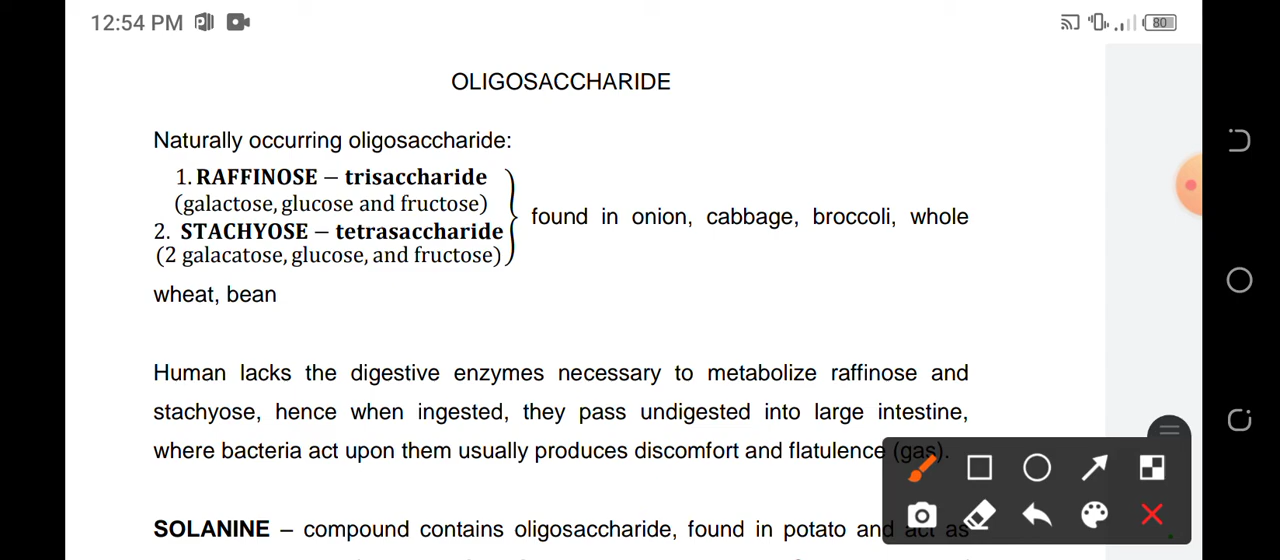 12:54 PM
80
OLIGOSACCHARIDE
Naturally occurring oligosaccharide:
1. RAFFINOSE – trisaccharide
(galactose, glucose and fructose)
2. STACHYOSE – tetrasaccharide
(2 galacatose, glucose, and fructose)
found in onion, cabbage, broccoli, whole
wheat, bean
Human lacks the digestive enzymes necessary to metabolize raffinose and
stachyose, hence when ingested, they pass undigested into large intestine,
where bacteria act upon them usually produces discomfort and flatulence (gas).
SOLANINE – compound contains oligosaccharide, found in potato and act as